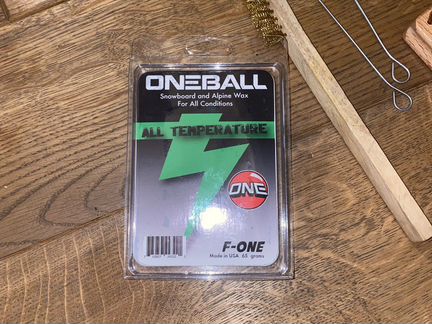 ONEBALL
Snowboard and Alpine Wax
For All Conditions
ALL TEMPERATURE
ONE
F-ONE
Made in USA 65 grams